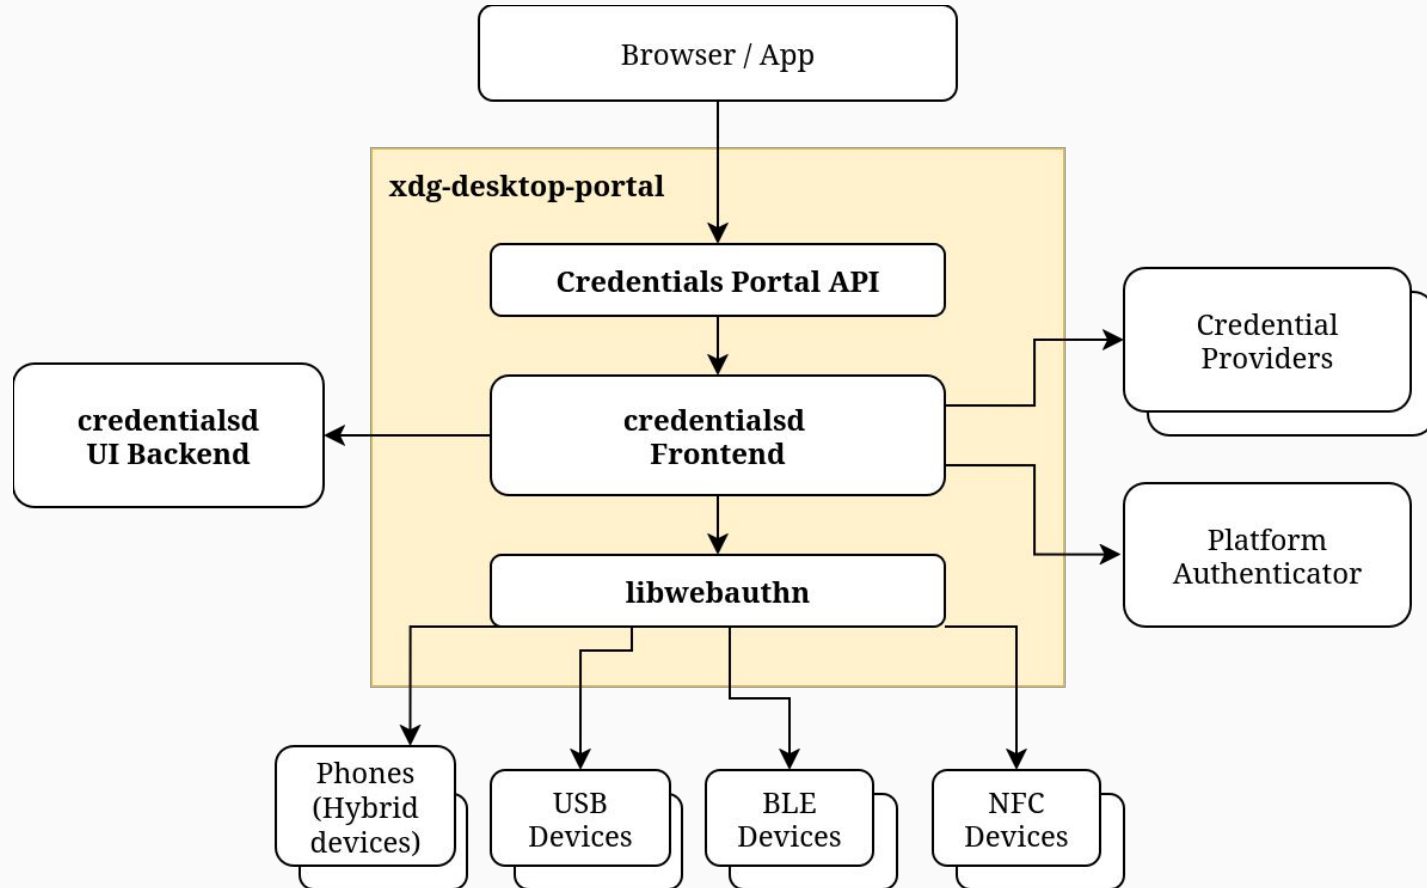 Browser / App
xdg-desktop-portal
Credentials Portal API
Credential
Providers
credentialsd
UI Backend
credentialsd
Frontend
Platform
Authenticator
libwebauthn
Phones
(Hybrid
devices)
USB
Devices
BLE
Devices
NFC
Devices